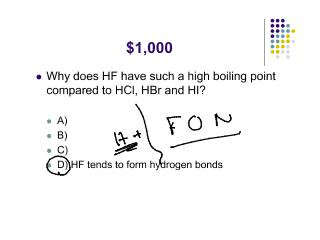 $1,000
Why does HF have such a high boiling point
compared to HCl, HBr and HI?
A)
B)
C)
D) HF tends to form hydrogen bonds
H +
F O N